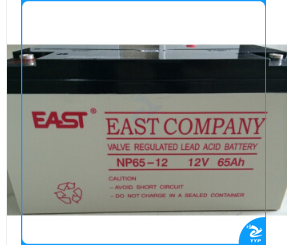 EAST®
EAST COMPANY
VALVE REGULATED LEAD ACID BATTERY
NP65-12 12V 65Ah
CAUTION
- AVOID SHORT CIRCUIT
- DO NOT CHARGE IN A SEALED CONTAINER
TYP